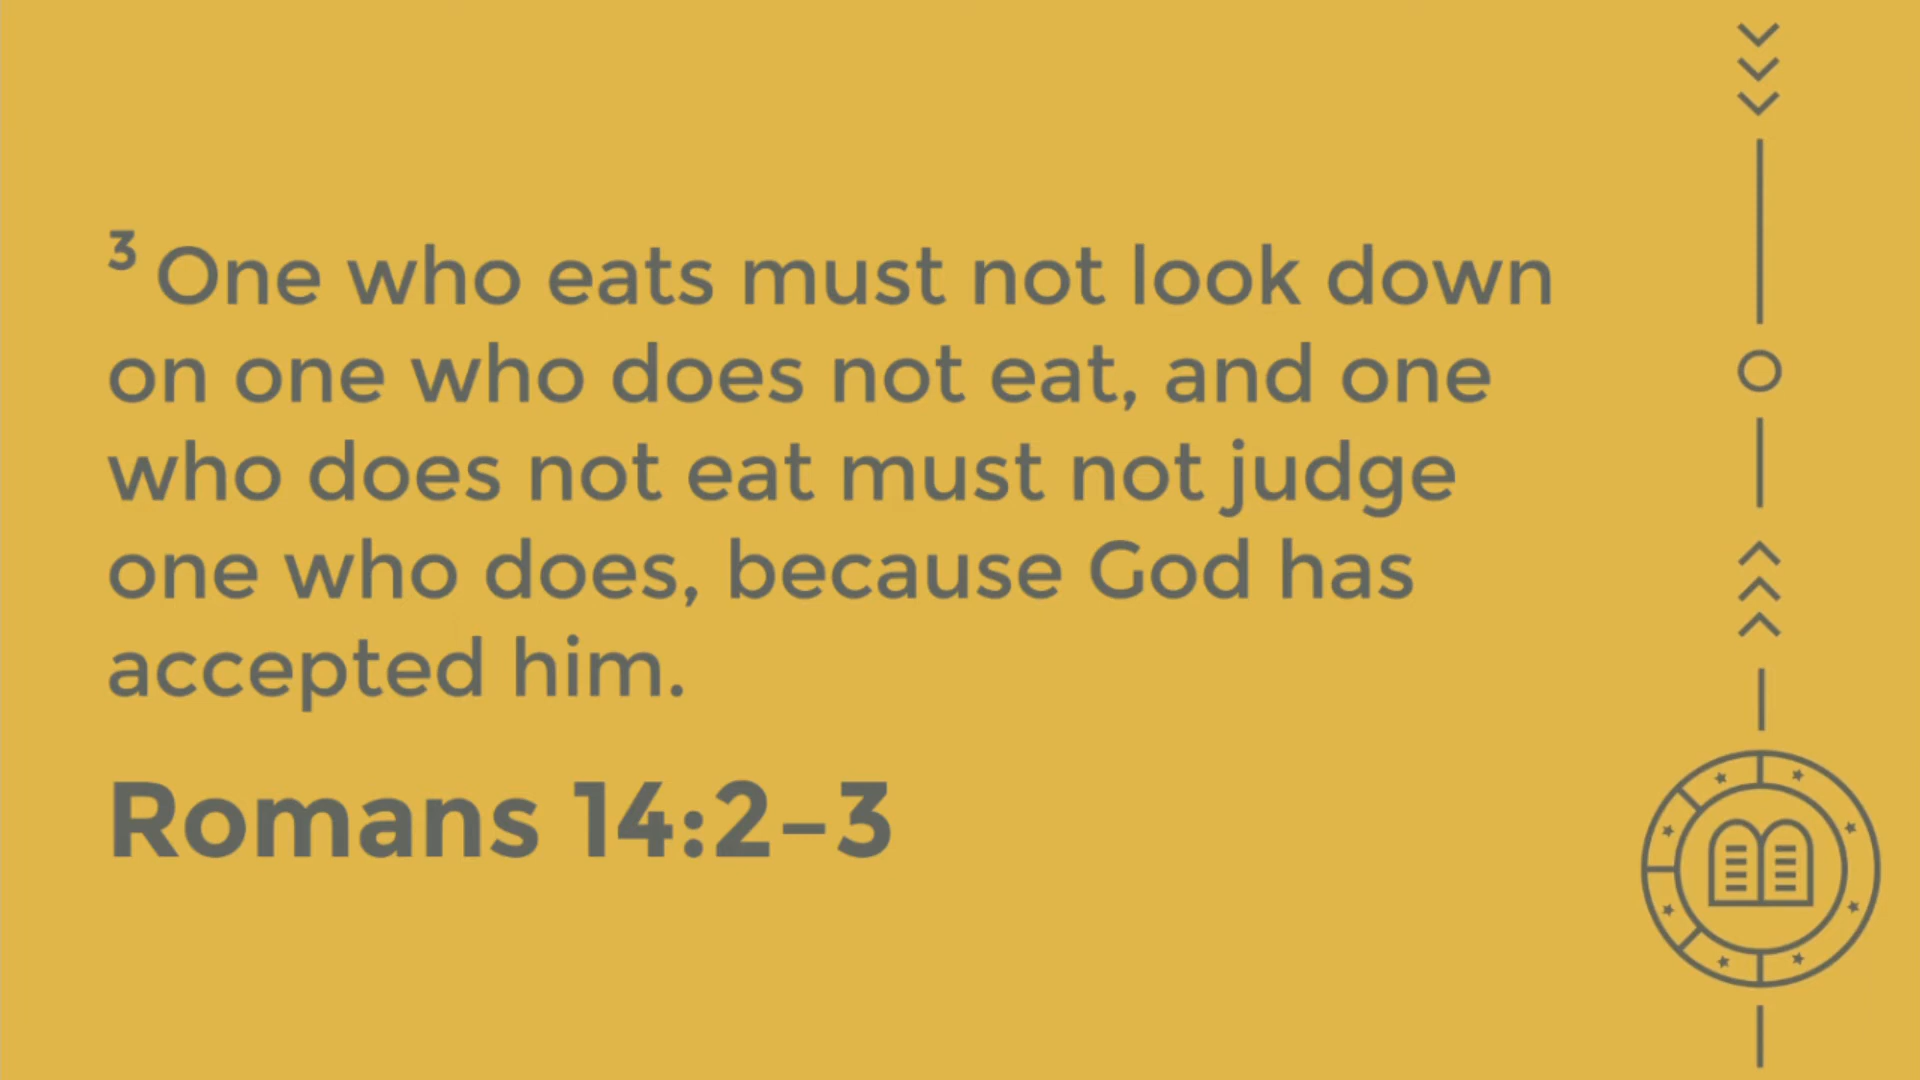 3 One who eats must not look down
on one who does not eat, and one
who does not eat must not judge
one who does, because God has
accepted him.
Romans 14:2–3